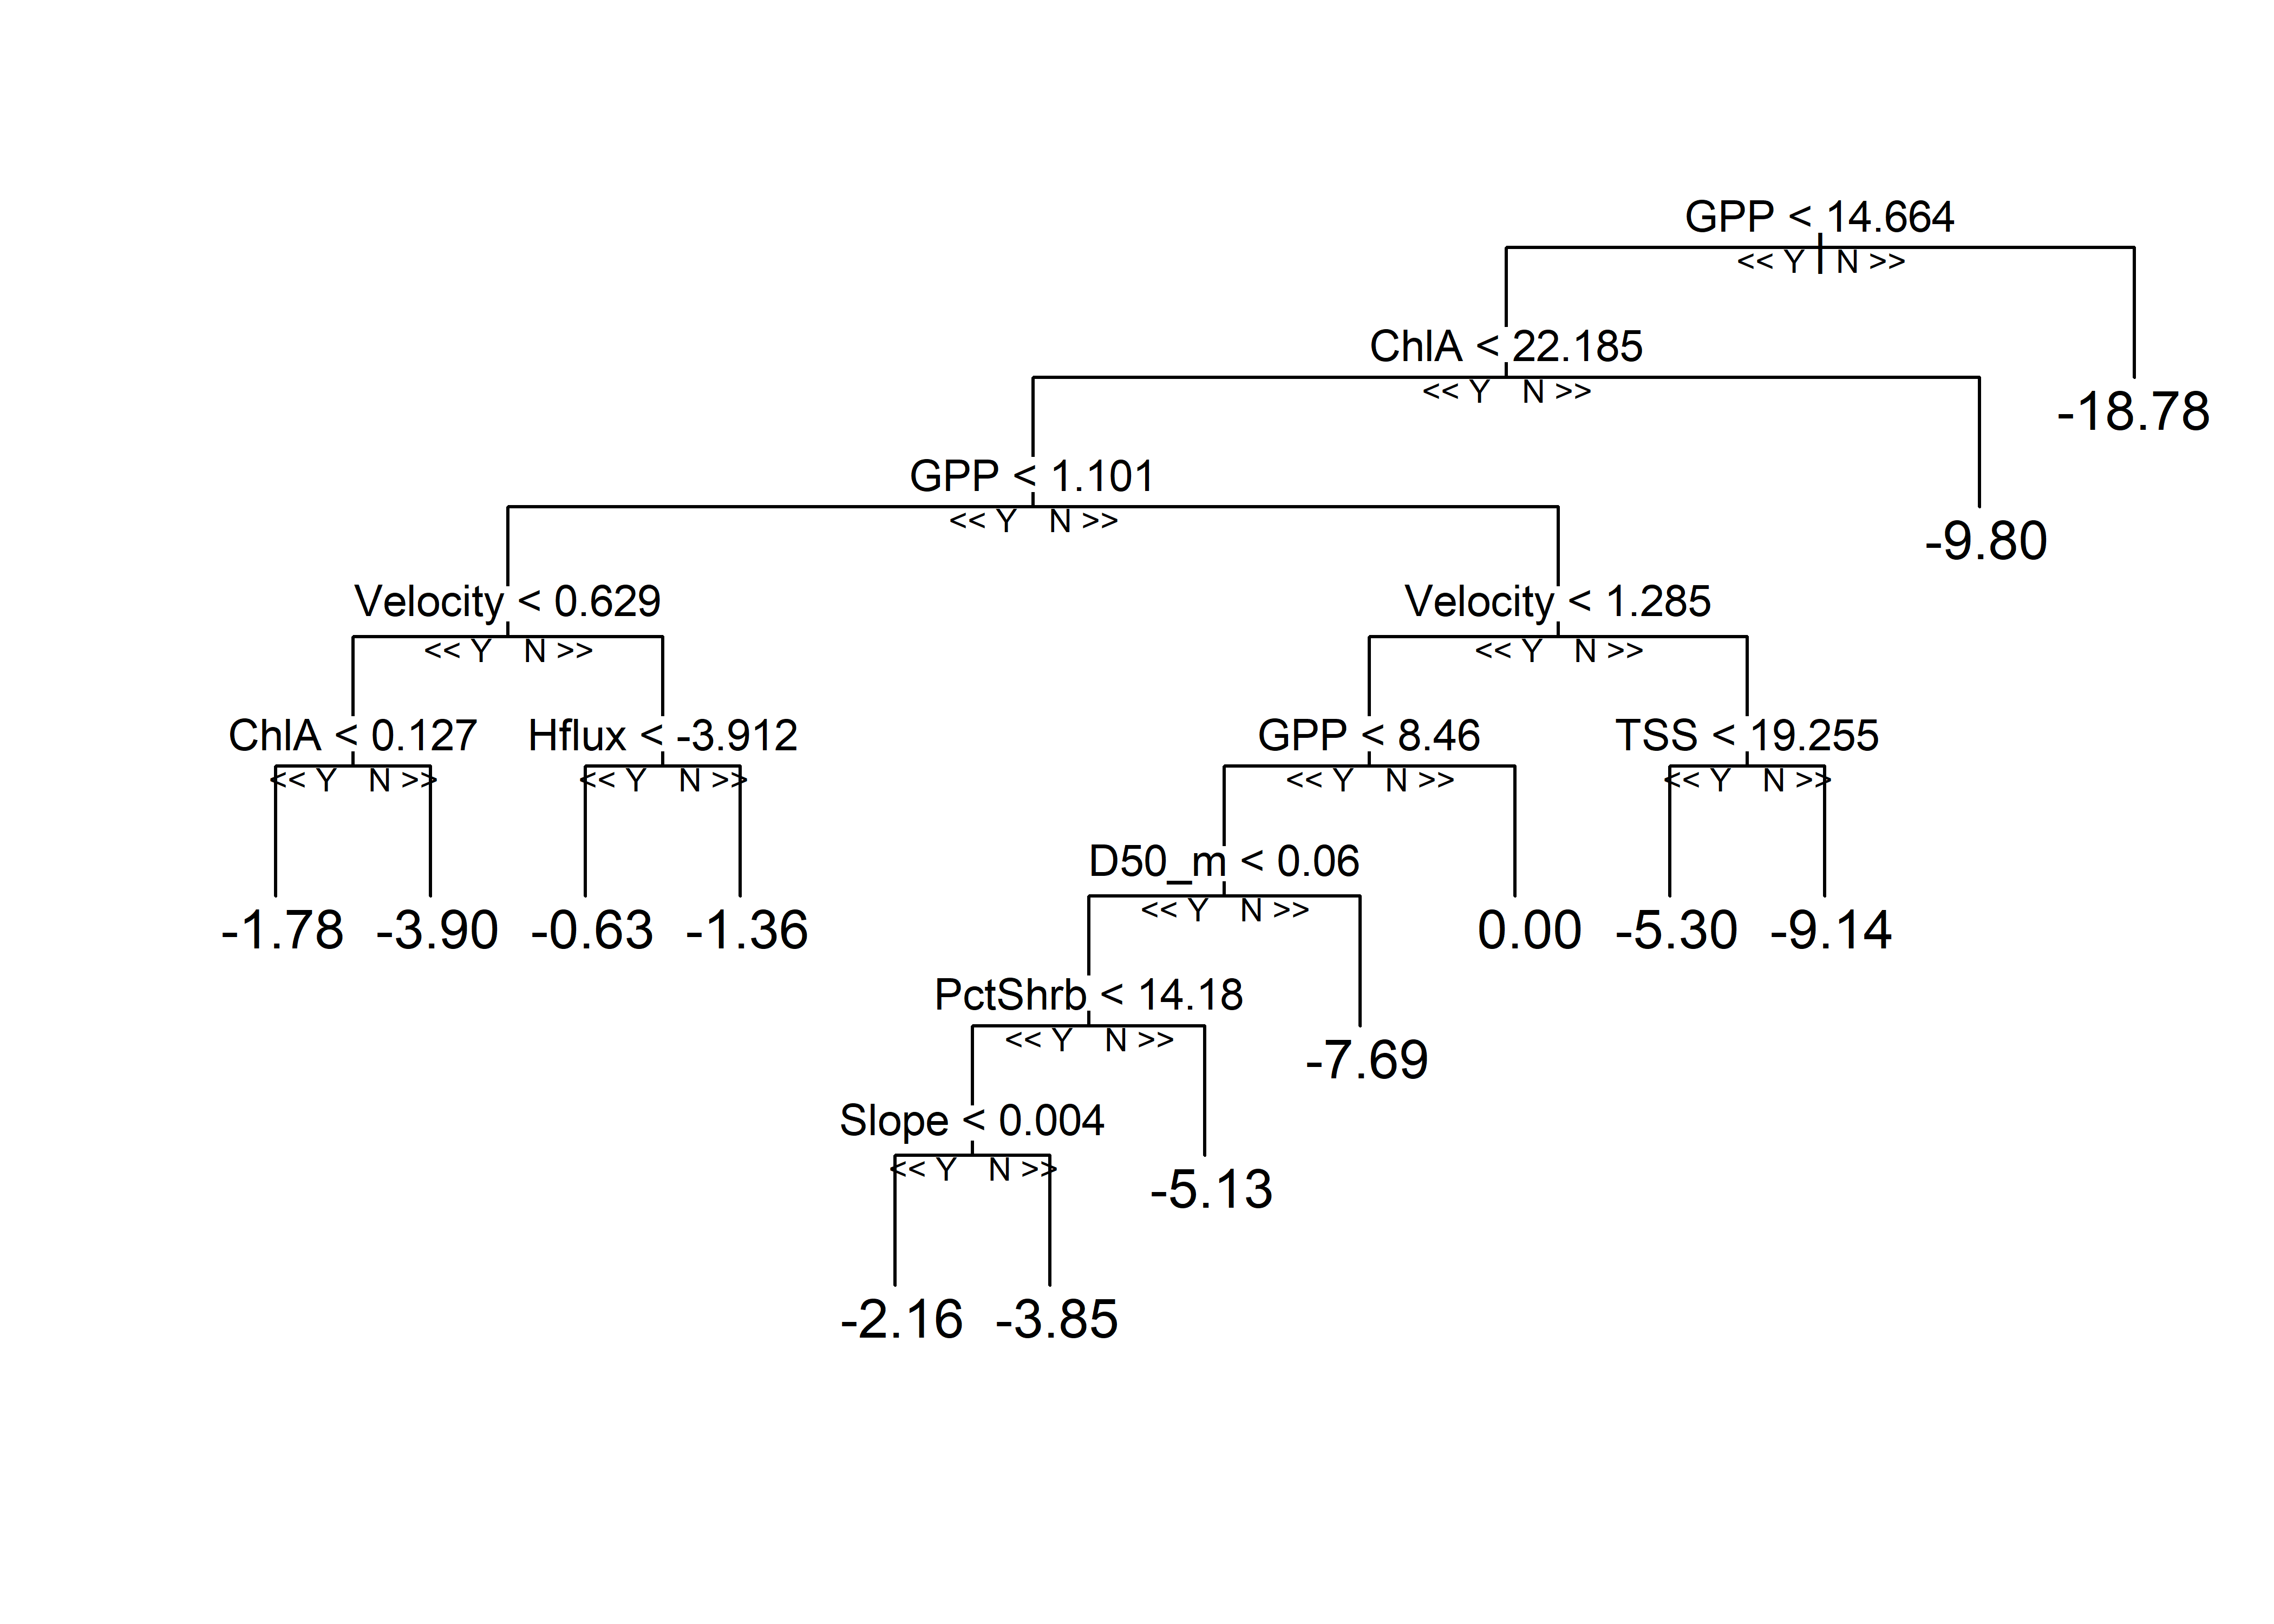 GPP < 14.664
<< Y N >>
ChlA < 22.185
<< Y N >>
-18.78
GPP < 1.101
<< Y N >>
-9.80
Velocity < 0.629
<< Y N >>
Velocity < 1.285
<< Y N >>
ChlA < 0.127
<< Y N >>
Hflux < -3.912
<< Y N >>
GPP < 8.46
<< Y N >>
TSS < 19.255
<< Y N >>
D50_m < 0.06
<< Y N >>
-1.78 -3.90 -0.63 -1.36 0.00 -5.30 -9.14
PctShrb < 14.18
<< Y N >>
-7.69
Slope < 0.004
<< Y N >>
-5.13
-2.16 -3.85